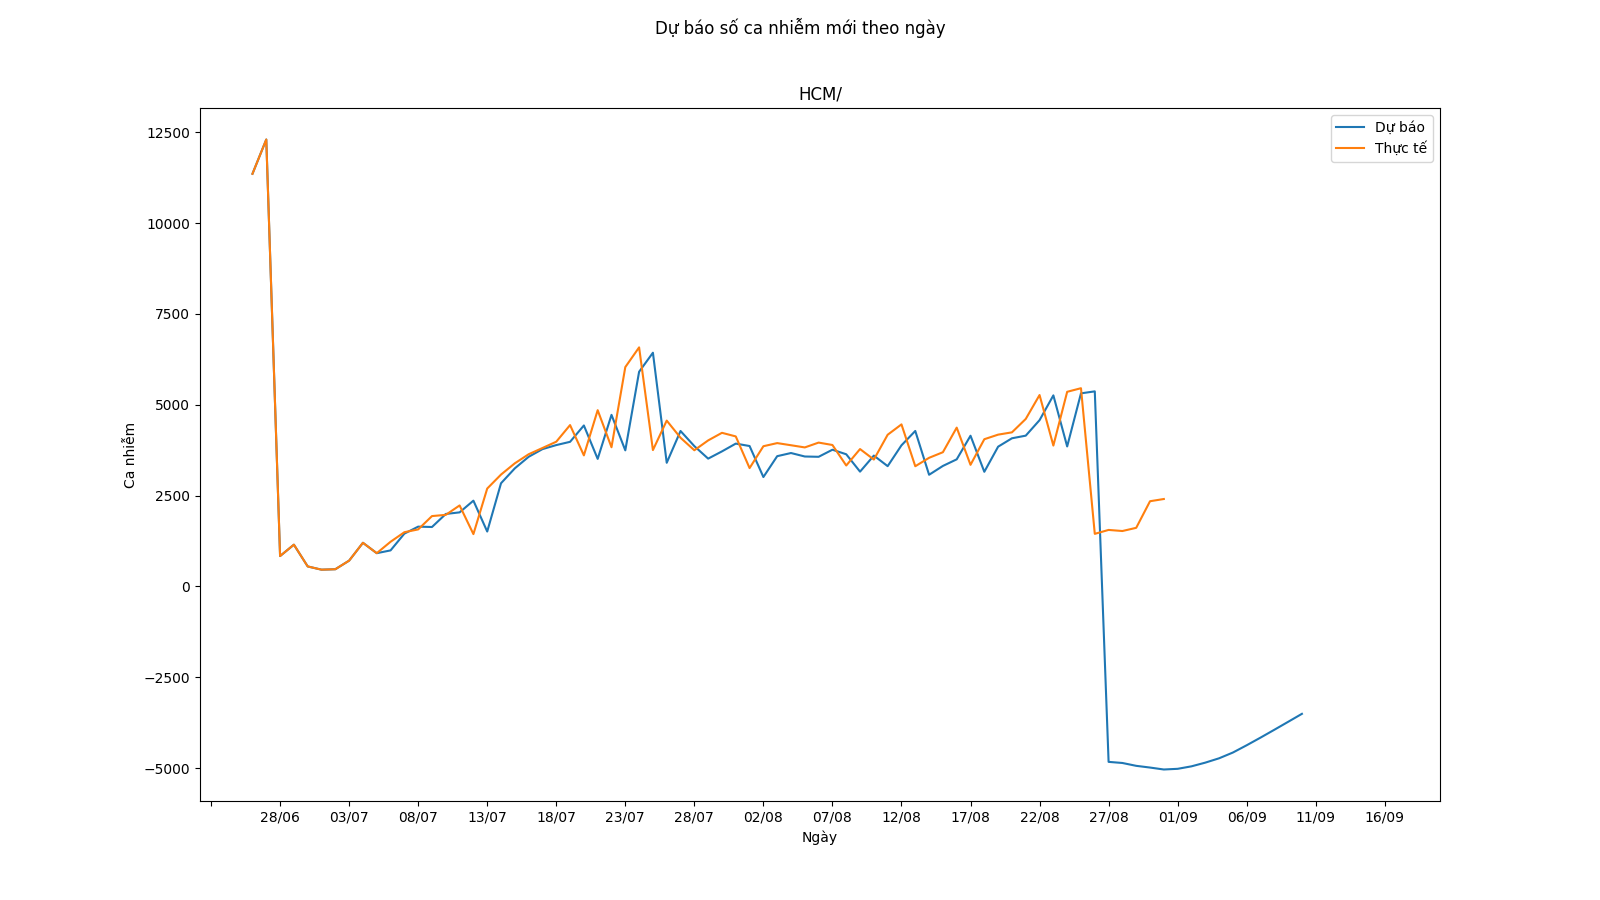 Dự báo số ca nhiễm mới theo ngày
HCM/
Dự báo
Thực tế
12500
10000
7500
5000
2500
0
−2500
−5000
Ca nhiễm
28/06 03/07 08/07 13/07 18/07 23/07 28/07 02/08 07/08 12/08 17/08 22/08 27/08 01/09 06/09 11/09 16/09
Ngày